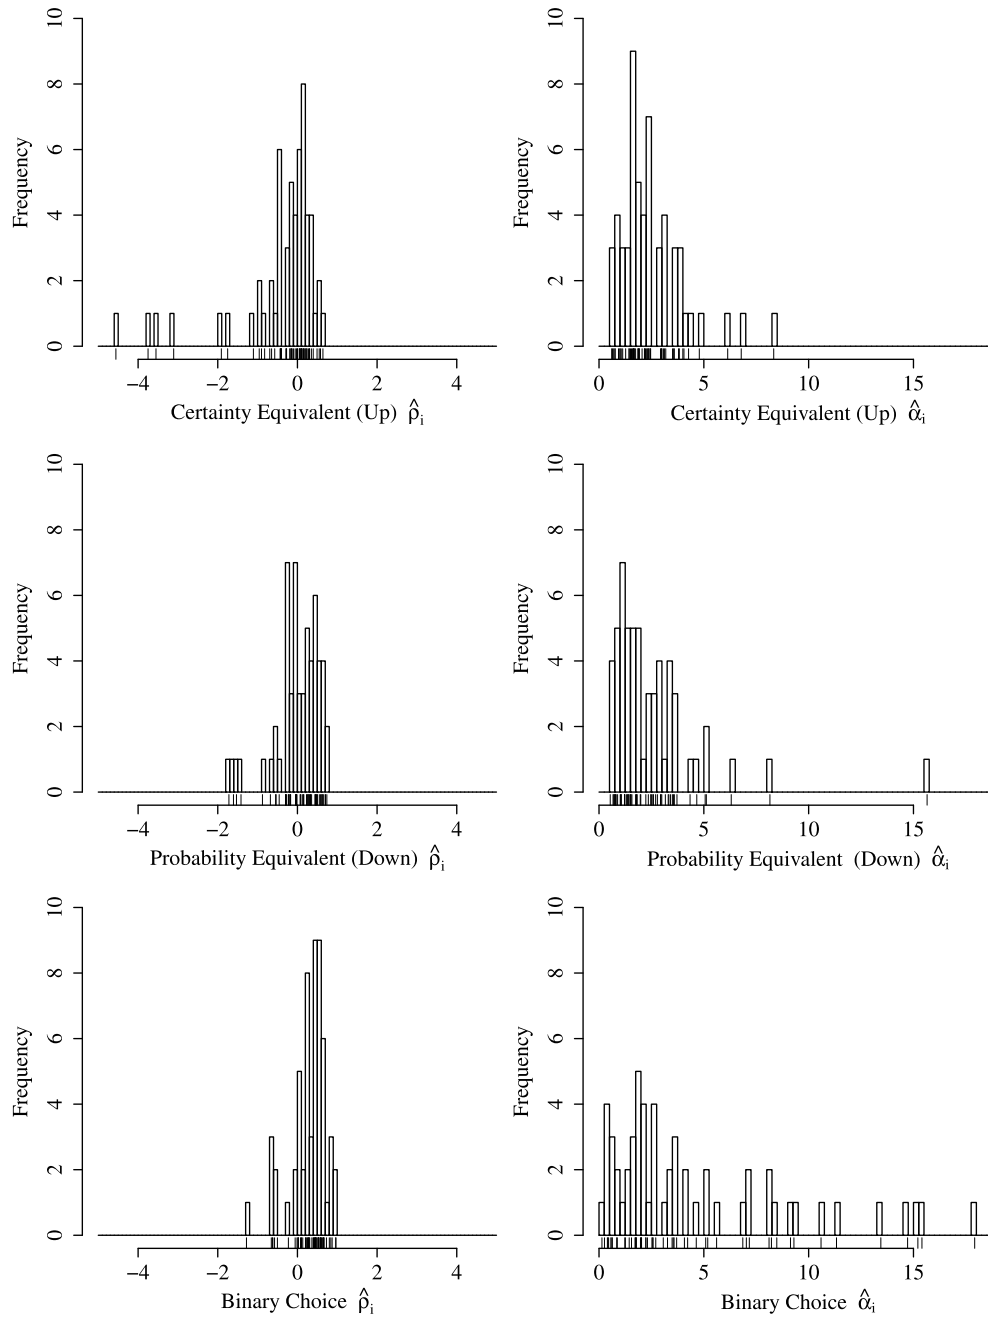 10
8
6
4
2
0
Frequency
−4 −2 0 2 4
Certainty Equivalent (Up) ρ̂i
10
8
6
4
2
0
Frequency
0 5 10 15
Certainty Equivalent (Up) α̂i
10
8
6
4
2
0
Frequency
−4 −2 0 2 4
Probability Equivalent (Down) ρ̂i
10
8
6
4
2
0
Frequency
0 5 10 15
Probability Equivalent (Down) α̂i
10
8
6
4
2
0
Frequency
−4 −2 0 2 4
Binary Choice ρ̂i
10
8
6
4
2
0
Frequency
0 5 10 15
Binary Choice α̂i